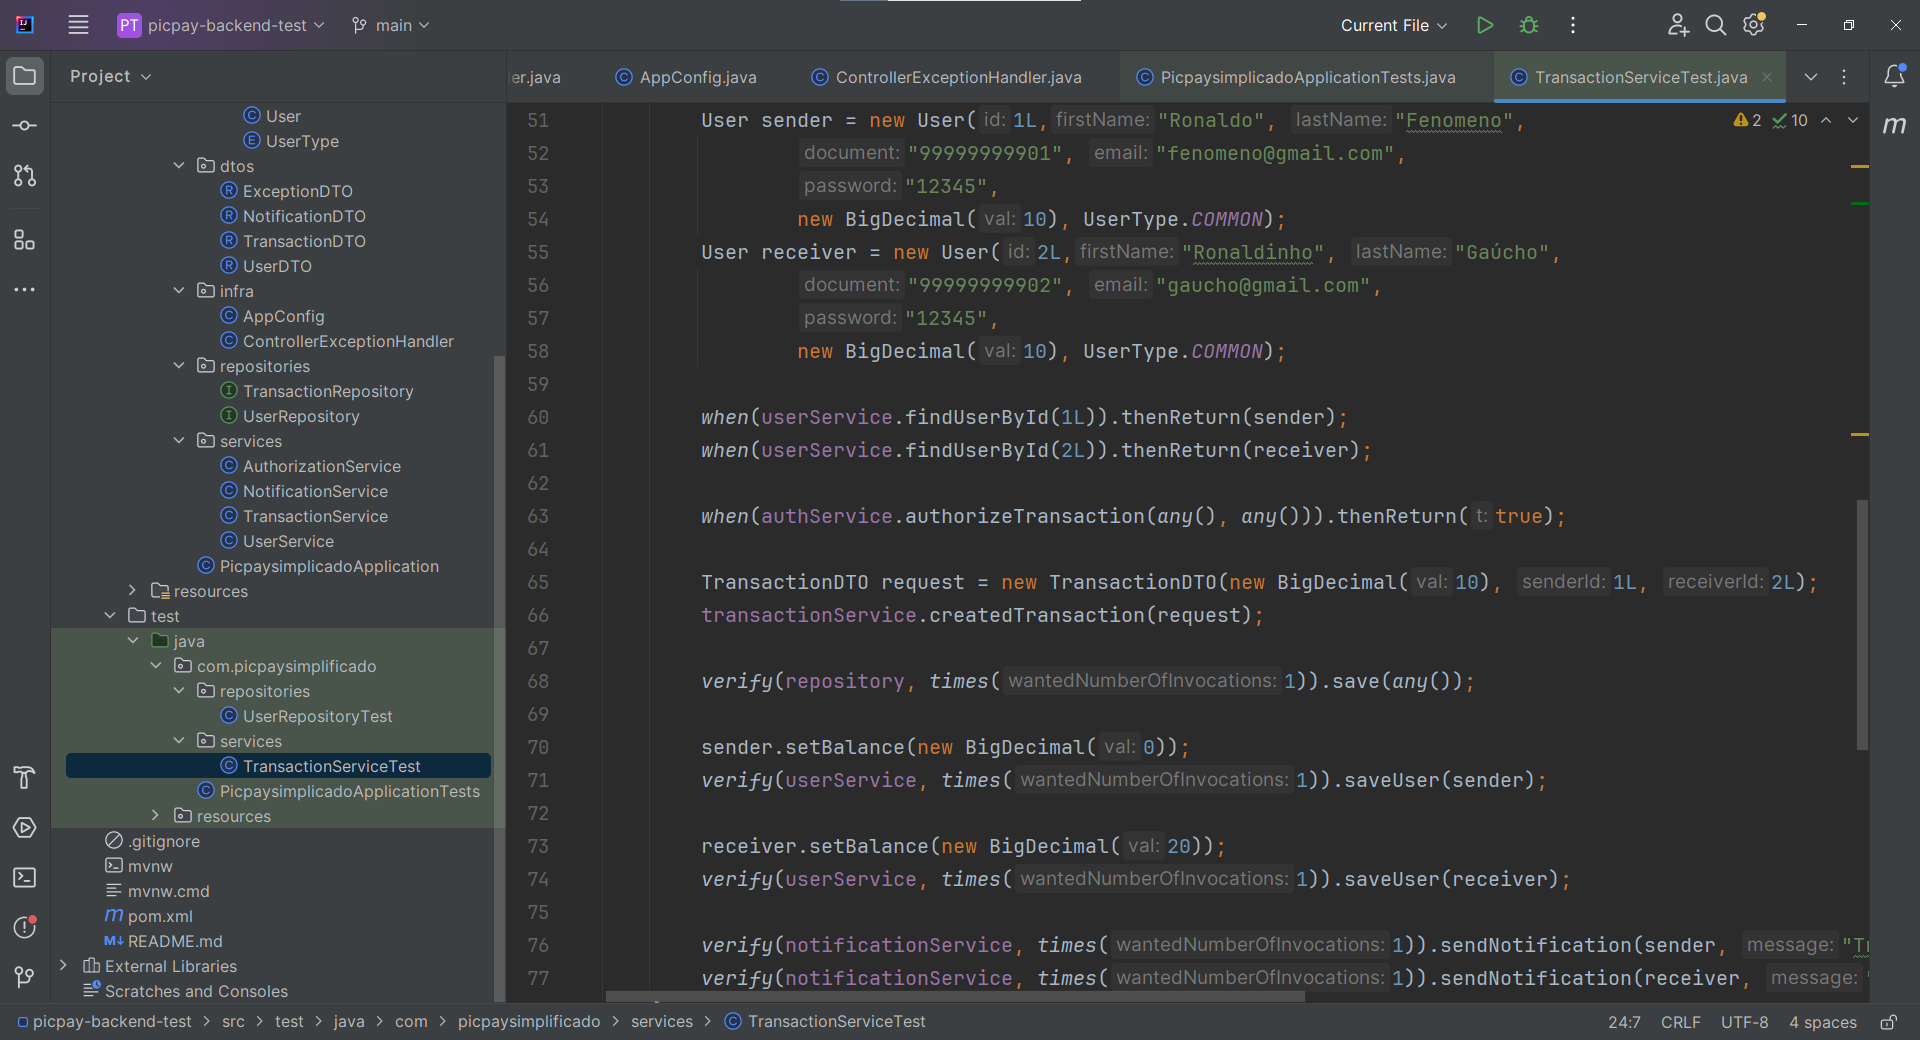 PT picpay-backend-test main Current File
Project
er.java AppConfig.java ControllerExceptionHandler.java PicpaysimplicadoApplicationTests.java TransactionServiceTest.java
User
UserType
dtos
ExceptionDTO
NotificationDTO
TransactionDTO
UserDTO
infra
AppConfig
ControllerExceptionHandler
repositories
TransactionRepository
UserRepository
services
AuthorizationService
NotificationService
TransactionService
UserService
PicpaysimplicadoApplication
resources
test
java
com.picpaysimplificado
repositories
UserRepositoryTest
services
TransactionServiceTest
PicpaysimplicadoApplicationTests
resources
.gitignore
mvnw
mvnw.cmd
pom.xml
README.md
External Libraries
Scratches and Consoles
2 10
51 User sender = new User( id: 1L, firstName: "Ronaldo", lastName: "Fenomeno",
52 document: "99999999901", email: "fenomeno@gmail.com",
53 password: "12345",
54 new BigDecimal( val: 10), UserType.COMMON);
55 User receiver = new User( id: 2L, firstName: "Ronaldinho", lastName: "Gaúcho",
56 document: "99999999902", email: "gaucho@gmail.com",
57 password: "12345",
58 new BigDecimal( val: 10), UserType.COMMON);
59
60 when(userService.findUserById(1L)).thenReturn(sender);
61 when(userService.findUserById(2L)).thenReturn(receiver);
62
63 when(authService.authorizeTransaction(any(), any())).thenReturn( t: true);
64
65 TransactionDTO request = new TransactionDTO(new BigDecimal( val: 10), senderId: 1L, receiverId: 2L);
66 transactionService.createdTransaction(request);
67
68 verify(repository, times( wantedNumberOfInvocations: 1)).save(any());
69
70 sender.setBalance(new BigDecimal( val: 0));
71 verify(userService, times( wantedNumberOfInvocations: 1)).saveUser(sender);
72
73 receiver.setBalance(new BigDecimal( val: 20));
74 verify(userService, times( wantedNumberOfInvocations: 1)).saveUser(receiver);
75
76 verify(notificationService, times( wantedNumberOfInvocations: 1)).sendNotification(sender, message: "Tr
77 verify(notificationService, times( wantedNumberOfInvocations: 1)).sendNotification(receiver, message: "
picpay-backend-test > src > test > java > com > picpaysimplificado > services > TransactionServiceTest 24:7 CRLF UTF-8 4 spaces